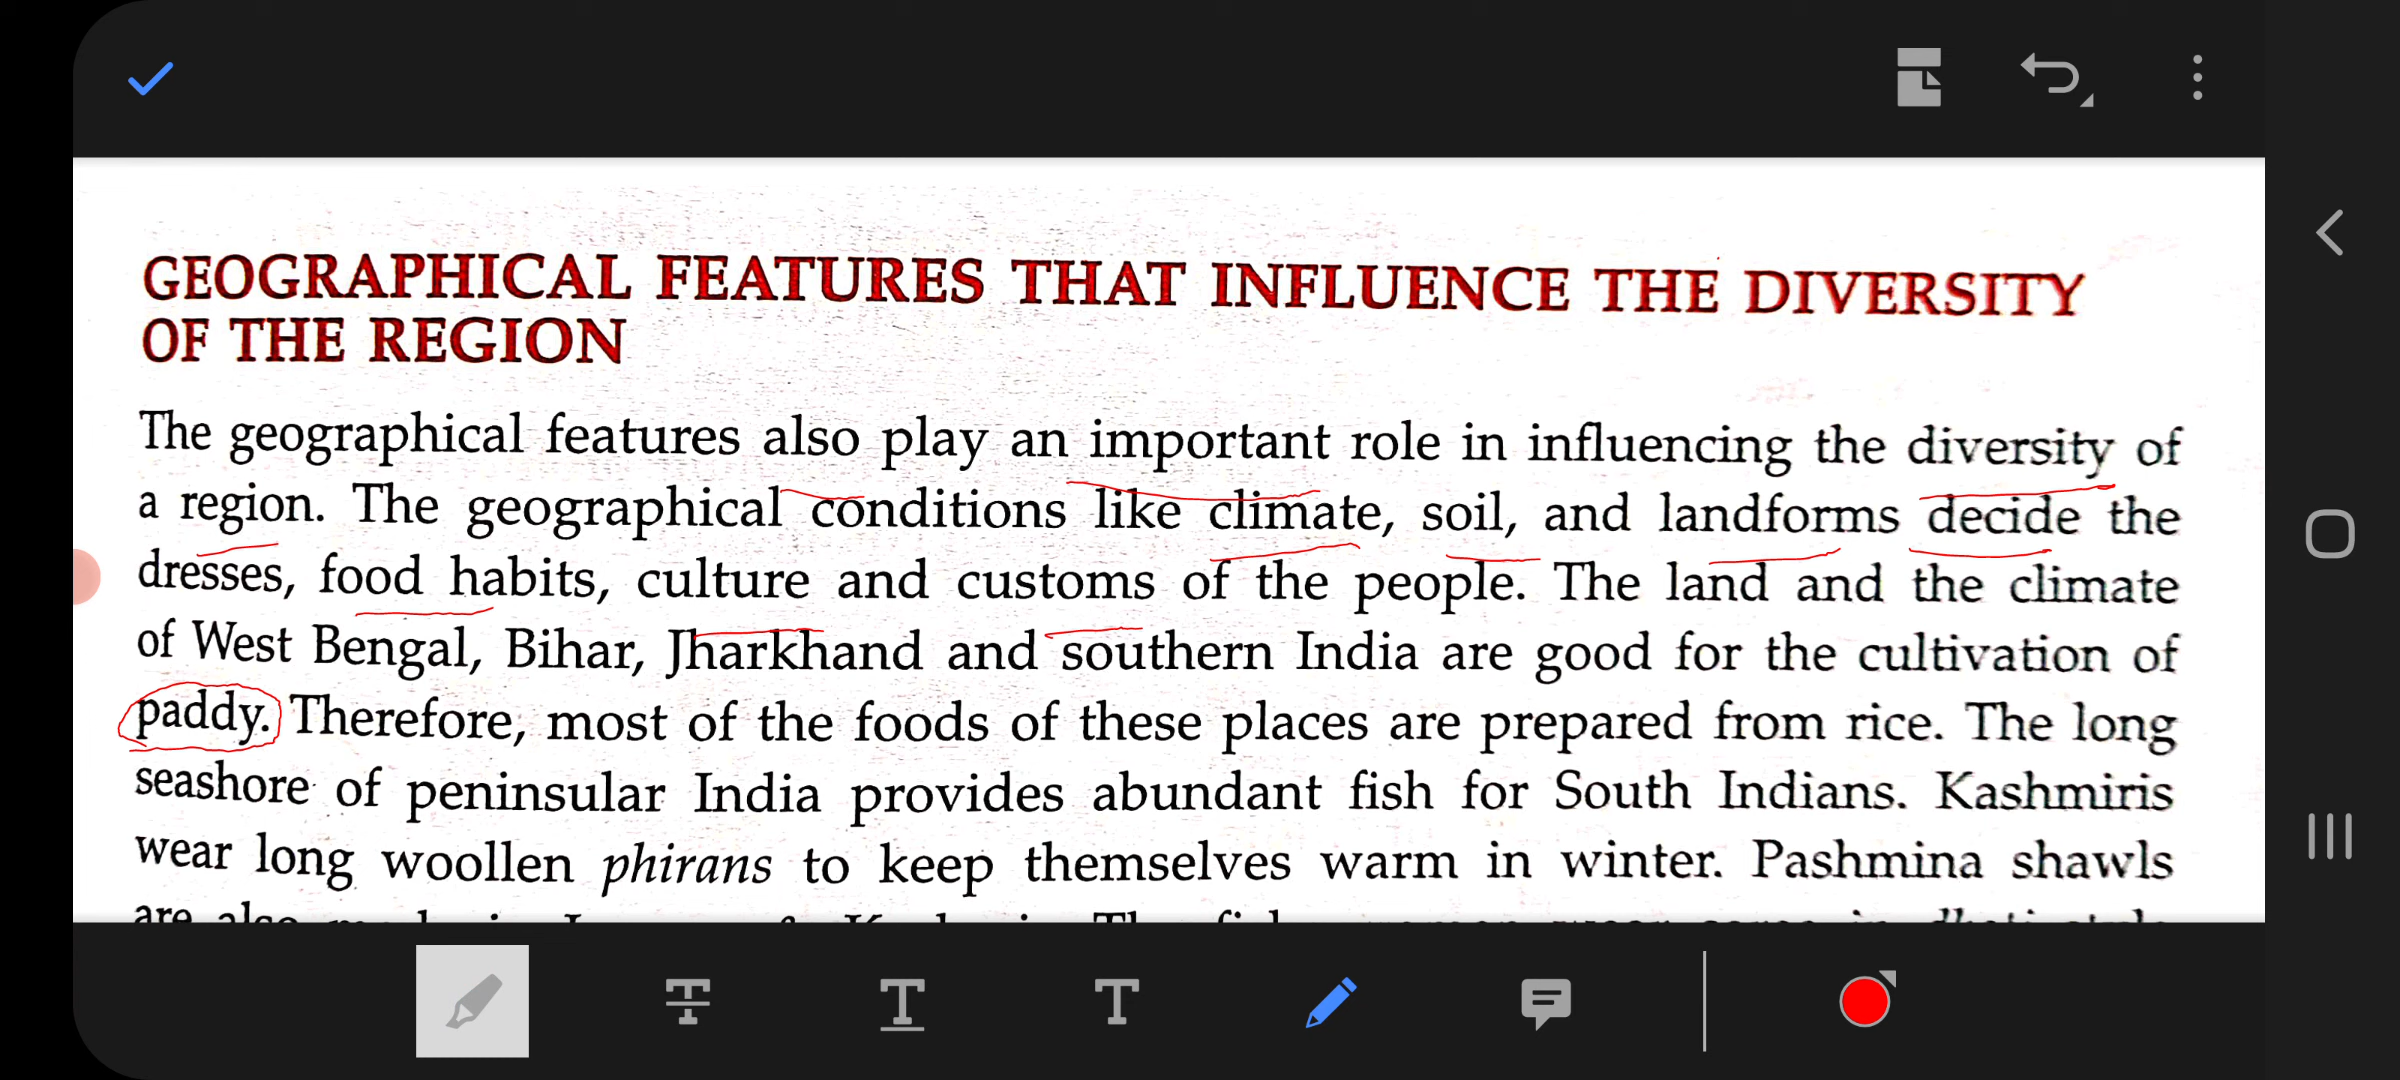 GEOGRAPHICAL FEATURES THAT INFLUENCE THE DIVERSITY
OF THE REGION
The geographical features also play an important role in influencing the diversity of
a region. The geographical conditions like climate, soil, and landforms decide the
dresses, food habits, culture and customs of the people. The land and the climate
of West Bengal, Bihar, Jharkhand and southern India are good for the cultivation of
paddy. Therefore, most of the foods of these places are prepared from rice. The long
seashore of peninsular India provides abundant fish for South Indians. Kashmiris
wear long woollen phirans to keep themselves warm in winter. Pashmina shawls
are also